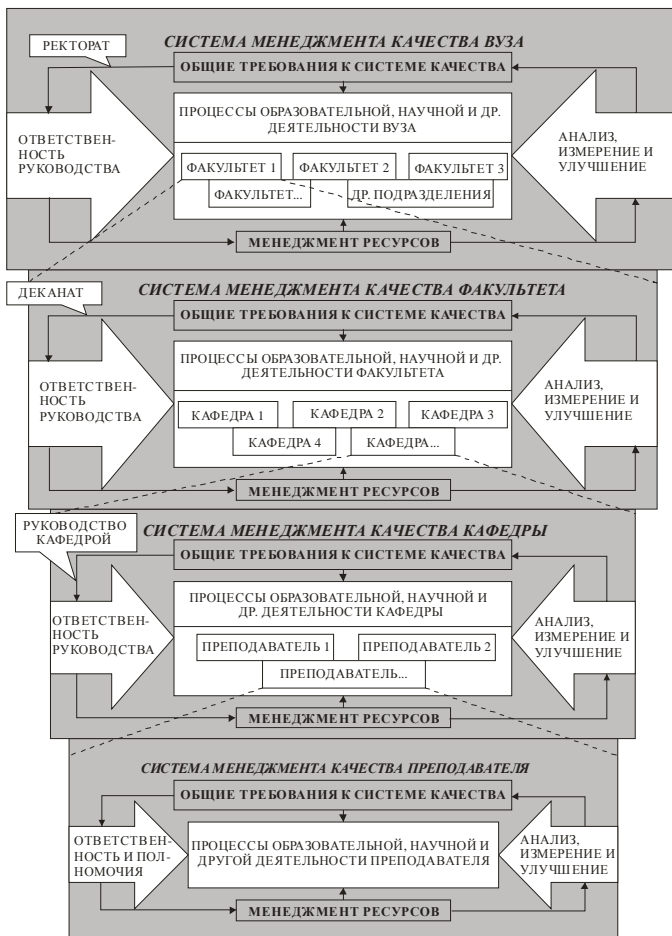 СИСТЕМА МЕНЕДЖМЕНТА КАЧЕСТВА ВУЗА
РЕКТОРАТ
ОБЩИЕ ТРЕБОВАНИЯ К СИСТЕМЕ КАЧЕСТВА
ПРОЦЕССЫ ОБРАЗОВАТЕЛЬНОЙ, НАУЧНОЙ И ДР.
ДЕЯТЕЛЬНОСТИ ВУЗА
ОТВЕТСТВЕН-
НОСТЬ
РУКОВОДСТВА
АНАЛИЗ,
ИЗМЕРЕНИЕ И
УЛУЧШЕНИЕ
ФАКУЛЬТЕТ 1
ФАКУЛЬТЕТ 2
ФАКУЛЬТЕТ 3
ФАКУЛЬТЕТ...
ДР. ПОДРАЗДЕЛЕНИЯ
МЕНЕДЖМЕНТ РЕСУРСОВ
СИСТЕМА МЕНЕДЖМЕНТА КАЧЕСТВА ФАКУЛЬТЕТА
ДЕКАНАТ
ОБЩИЕ ТРЕБОВАНИЯ К СИСТЕМЕ КАЧЕСТВА
ПРОЦЕССЫ ОБРАЗОВАТЕЛЬНОЙ, НАУЧНОЙ И ДР.
ДЕЯТЕЛЬНОСТИ ФАКУЛЬТЕТА
ОТВЕТСТВЕН-
НОСТЬ
РУКОВОДСТВА
АНАЛИЗ,
ИЗМЕРЕНИЕ И
УЛУЧШЕНИЕ
КАФЕДРА 1
КАФЕДРА 2
КАФЕДРА 3
КАФЕДРА 4
КАФЕДРА...
МЕНЕДЖМЕНТ РЕСУРСОВ
РУКОВОДСТВО
КАФЕДРОЙ
СИСТЕМА МЕНЕДЖМЕНТА КАЧЕСТВА КАФЕДРЫ
ОБЩИЕ ТРЕБОВАНИЯ К СИСТЕМЕ КАЧЕСТВА
ПРОЦЕССЫ ОБРАЗОВАТЕЛЬНОЙ, НАУЧНОЙ И
ДР. ДЕЯТЕЛЬНОСТИ КАФЕДРЫ
ОТВЕТСТВЕН-
НОСТЬ
РУКОВОДСТВА
АНАЛИЗ,
ИЗМЕРЕНИЕ И
УЛУЧШЕНИЕ
ПРЕПОДАВАТЕЛЬ 1
ПРЕПОДАВАТЕЛЬ 2
ПРЕПОДАВАТЕЛЬ...
МЕНЕДЖМЕНТ РЕСУРСОВ
СИСТЕМА МЕНЕДЖМЕНТА КАЧЕСТВА ПРЕПОДАВАТЕЛЯ
ОБЩИЕ ТРЕБОВАНИЯ К СИСТЕМЕ КАЧЕСТВА
ОТВЕТСТВЕН-
НОСТЬ И ПОЛ-
НОМОЧИЯ
ПРОЦЕССЫ ОБРАЗОВАТЕЛЬНОЙ, НАУЧНОЙ И
ДРУГОЙ ДЕЯТЕЛЬНОСТИ ПРЕПОДАВАТЕЛЯ
АНАЛИЗ,
ИЗМЕРЕНИЕ И
УЛУЧШЕНИЕ
МЕНЕДЖМЕНТ РЕСУРСОВ